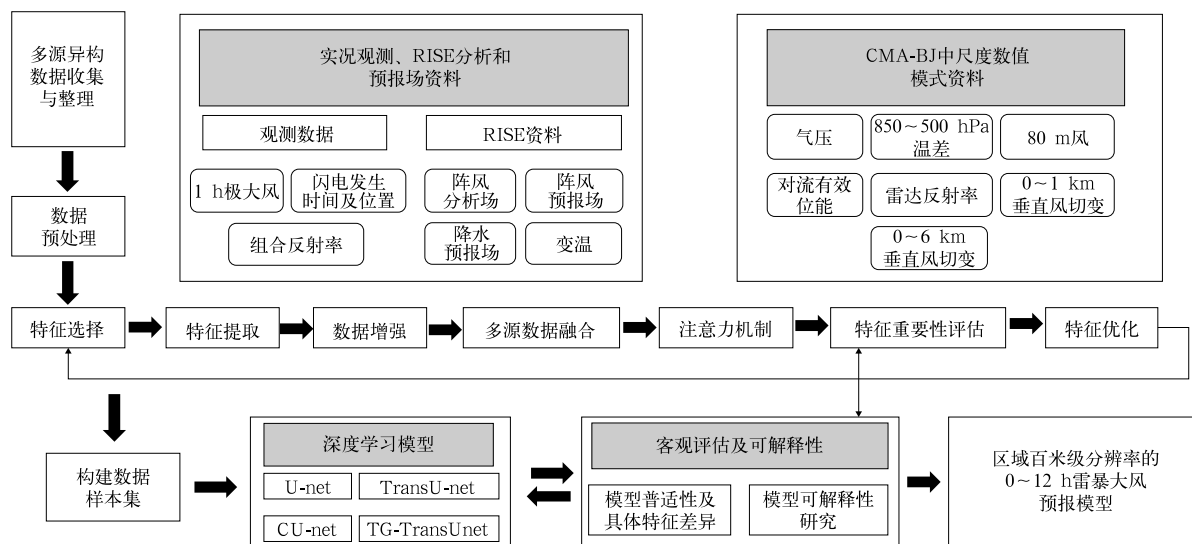 多源异构
数据收集
与整理
数据
预处理
实况观测、RISE分析和
预报场资料
观测数据
RISE资料
1 h极大风
闪电发生
时间及位置
组合反射率
阵风
分析场
阵风
预报场
降水
预报场
变温
CMA-BJ中尺度数值
模式资料
气压
850～500 hPa
温差
80 m风
对流有效
位能
雷达反射率
0～1 km
垂直风切变
0～6 km
垂直风切变
特征选择
特征提取
数据增强
多源数据融合
注意力机制
特征重要性评估
特征优化
构建数据
样本集
深度学习模型
U-net
TransU-net
CU-net
TG-TransUnet
客观评估及可解释性
模型普适性及
具体特征差异
模型可解释性
研究
区域百米级分辨率的
0～12 h雷暴大风
预报模型